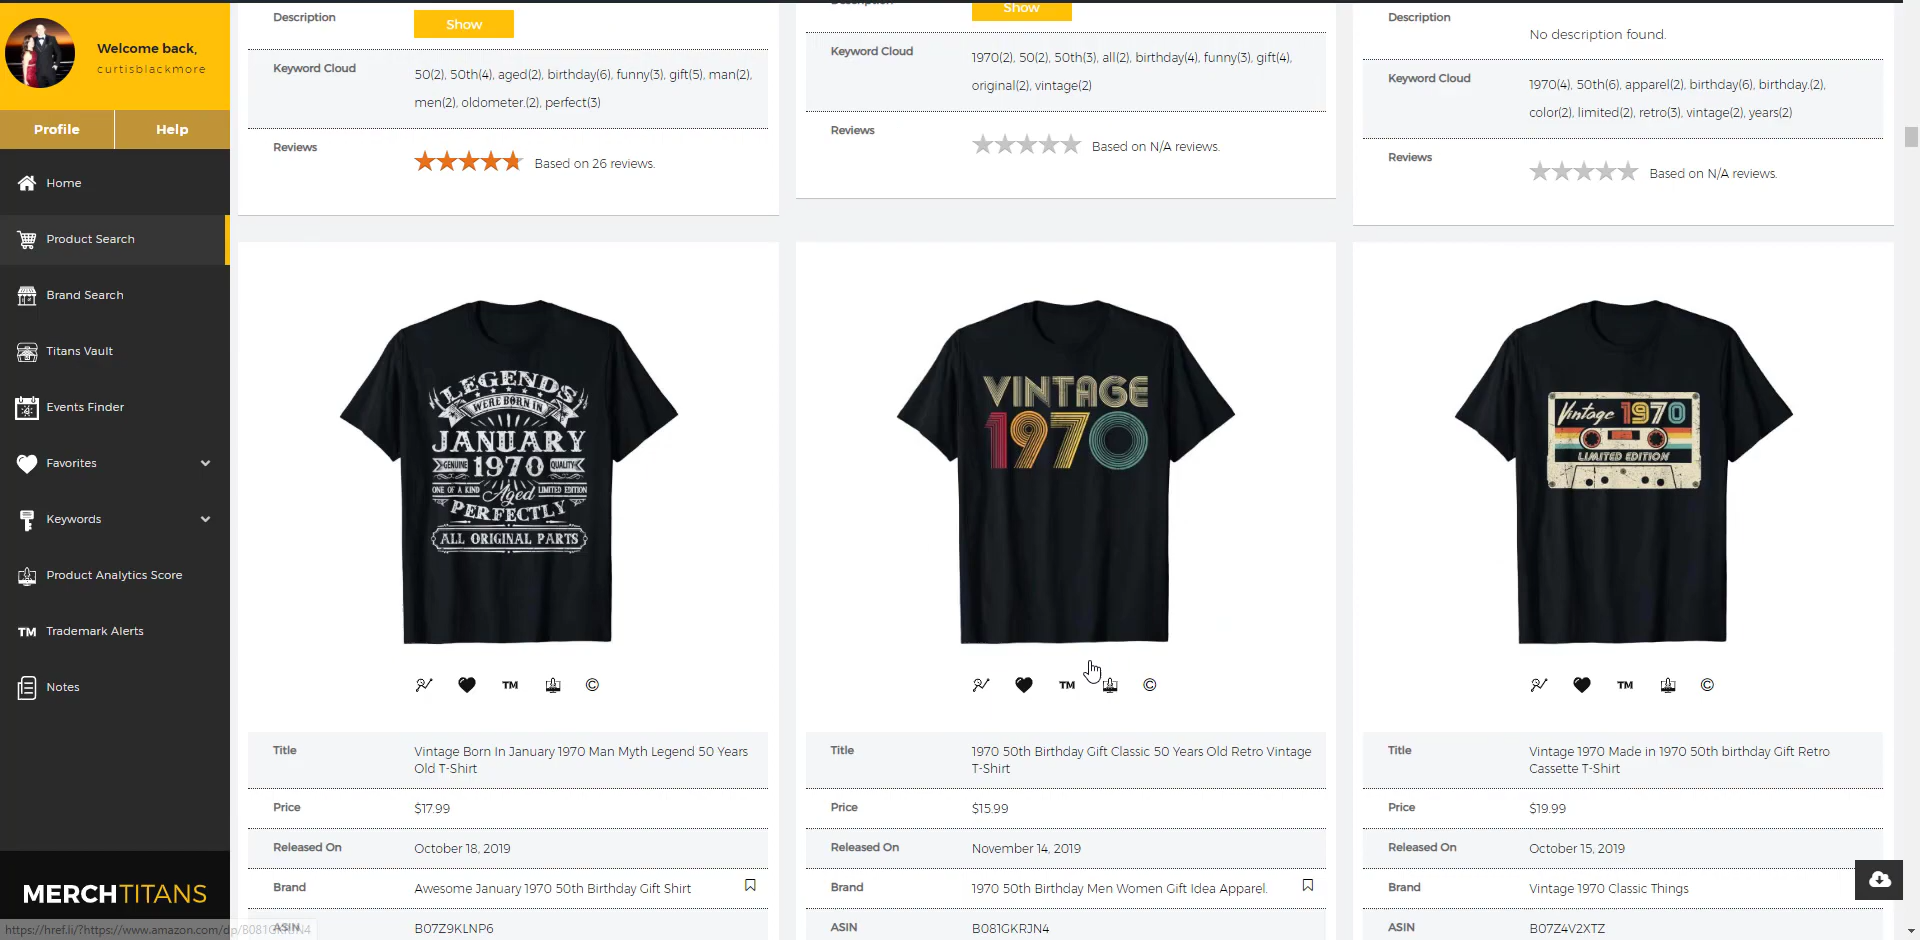 Welcome back,
curtisblackmore
Profile
Help
Home
Product Search
Brand Search
Titans Vault
Events Finder
Favorites
Keywords
Product Analytics Score
TM Trademark Alerts
Notes
MERCHTITANS
Description
Show
Keyword Cloud
50(2), 50th(4), aged(2), birthday(6), funny(3), gift(5), man(2),
men(2), oldometer.(2), perfect(3)
Reviews
Based on 26 reviews.
Description
Show
Keyword Cloud
1970(2), 50(2), 50th(3), all(2), birthday(4), funny(3), gift(4),
original(2), vintage(2)
Reviews
Based on N/A reviews.
Description
No description found.
Keyword Cloud
1970(4), 50th(6), apparel(2), birthday(6), birthday.(2),
color(2), limited(2), retro(3), vintage(2), years(2)
Reviews
Based on N/A reviews.
LEGENDS
WERE BORN IN
JANUARY
GENUINE 1970 QUALITY
ONE OF A KIND Aged LIMITED EDITION
PERFECTLY
ALL ORIGINAL PARTS
TM ©
Title
Vintage Born In January 1970 Man Myth Legend 50 Years
Old T-Shirt
Price
$17.99
Released On
October 18, 2019
Brand
Awesome January 1970 50th Birthday Gift Shirt
ASIN
B07Z9KLNP6
VINTAGE
1970
TM ©
Title
1970 50th Birthday Gift Classic 50 Years Old Retro Vintage
T-Shirt
Price
$15.99
Released On
November 14, 2019
Brand
1970 50th Birthday Men Women Gift Idea Apparel.
ASIN
B081GKRJN4
Vintage 1970
LIMITED EDITION
TM ©
Title
Vintage 1970 Made in 1970 50th birthday Gift Retro
Cassette T-Shirt
Price
$19.99
Released On
October 15, 2019
Brand
Vintage 1970 Classic Things
ASIN
B07Z4V2XTZ
https://href.li/?https://www.amazon.com/dp/B081GKRJN4